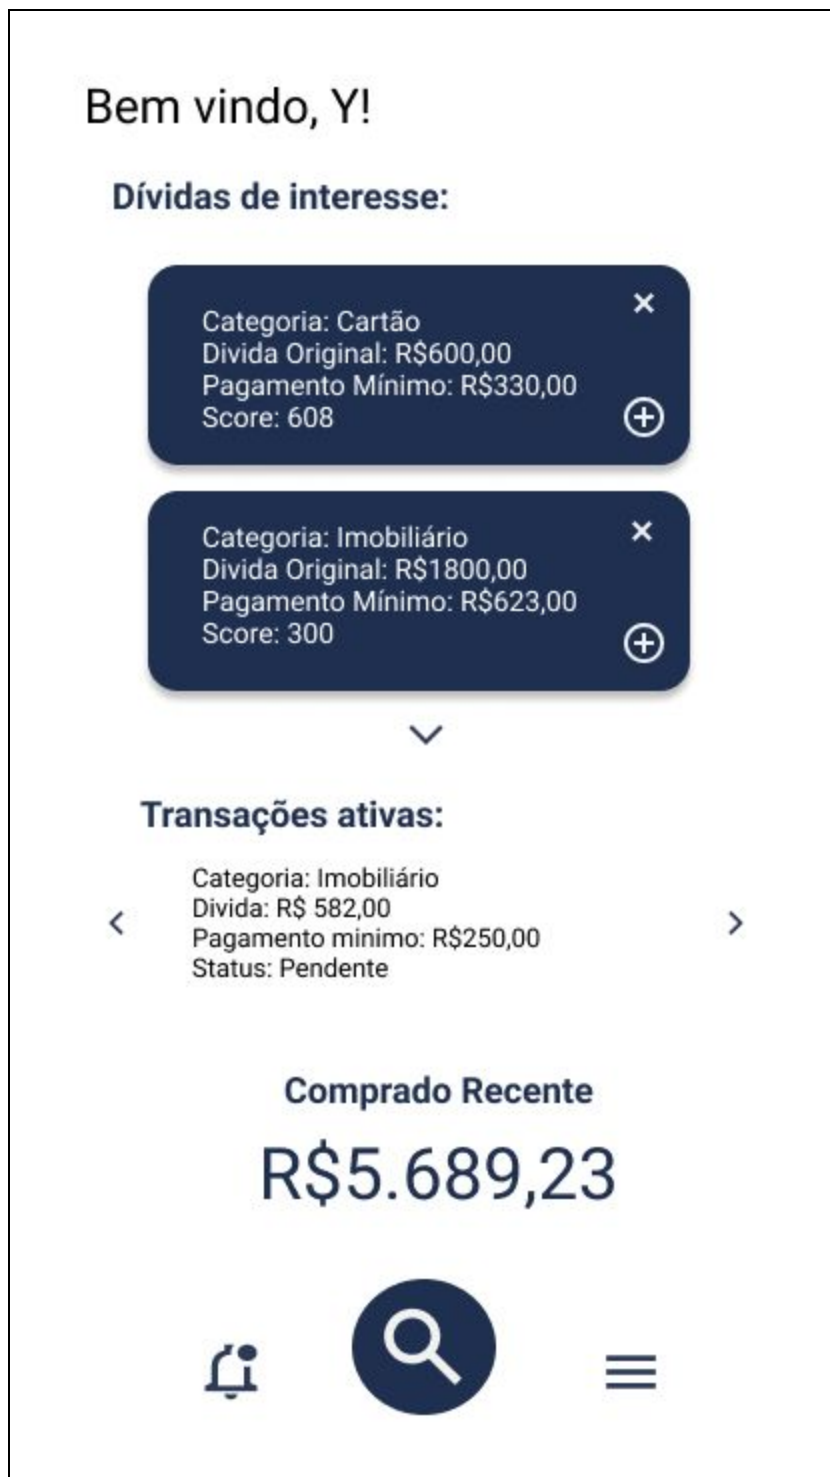 Bem vindo, Y!
Dívidas de interesse:
Categoria: Cartão
Divida Original: R$600,00
Pagamento Mínimo: R$330,00
Score: 608
Categoria: Imobiliário
Divida Original: R$1800,00
Pagamento Mínimo: R$623,00
Score: 300
Transações ativas:
Categoria: Imobiliário
Divida: R$ 582,00
Pagamento minimo: R$250,00
Status: Pendente
Comprado Recente
R$5.689,23